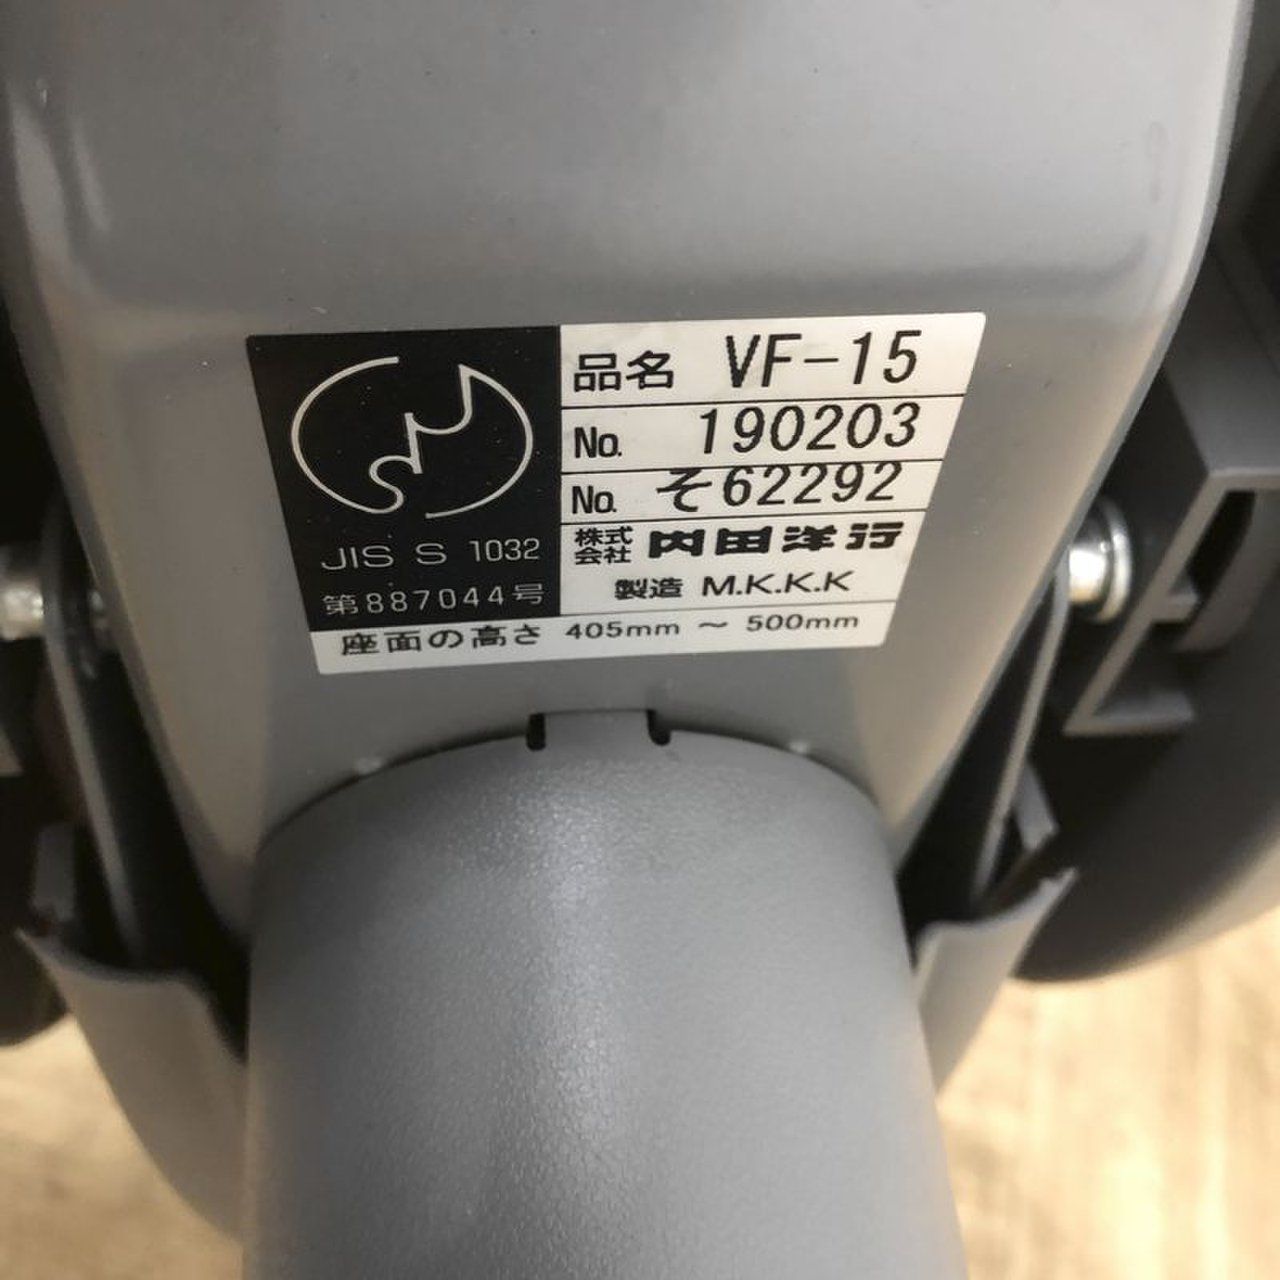 JIS S 1032
第887044号
品名 VF-15
No. 190203
No. そ62292
株式会社 内田洋行
製造 M.K.K.K
座面の高さ 405mm ～ 500mm